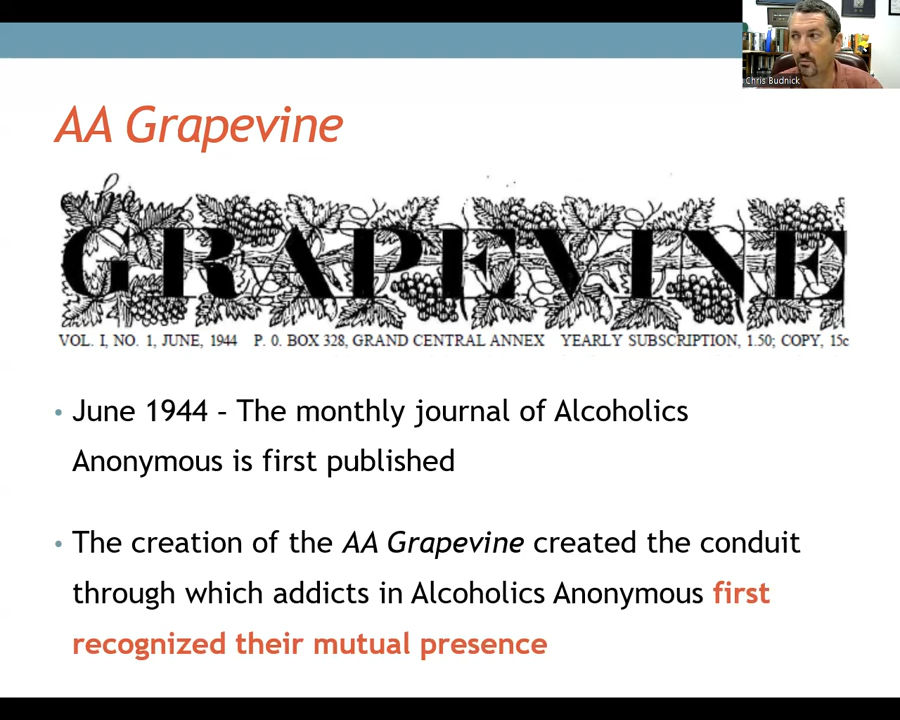 Chris Budnick
AA Grapevine
the
GRAPEVINE
VOL. I, NO. 1, JUNE, 1944 P. O. BOX 328, GRAND CENTRAL ANNEX YEARLY SUBSCRIPTION, 1.50; COPY, 15c
• June 1944 – The monthly journal of Alcoholics
Anonymous is first published
• The creation of the AA Grapevine created the conduit
through which addicts in Alcoholics Anonymous first
recognized their mutual presence